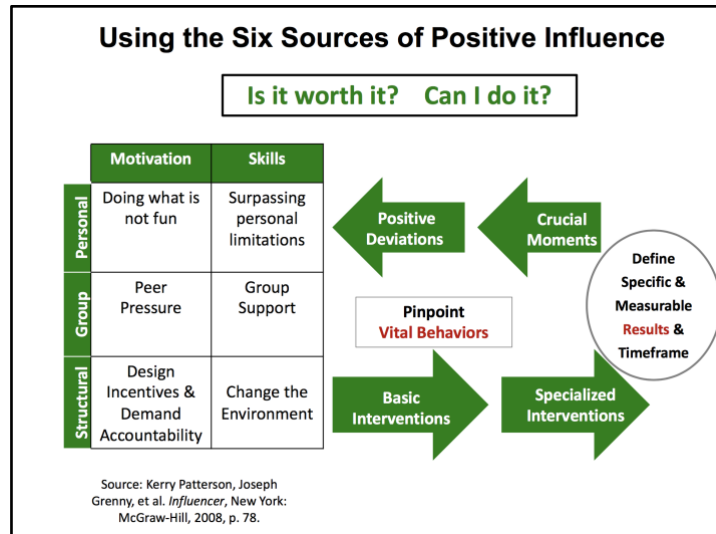 Using the Six Sources of Positive Influence
Is it worth it? Can I do it?
Motivation Skills
Personal
Doing what is
not fun
Surpassing
personal
limitations
Group
Peer
Pressure
Group
Support
Structural
Design
Incentives &
Demand
Accountability
Change the
Environment
Positive
Deviations
Crucial
Moments
Define
Specific &
Measurable
Results &
Timeframe
Pinpoint
Vital Behaviors
Basic
Interventions
Specialized
Interventions
Source: Kerry Patterson, Joseph
Grenny, et al. Influencer, New York:
McGraw-Hill, 2008, p. 78.